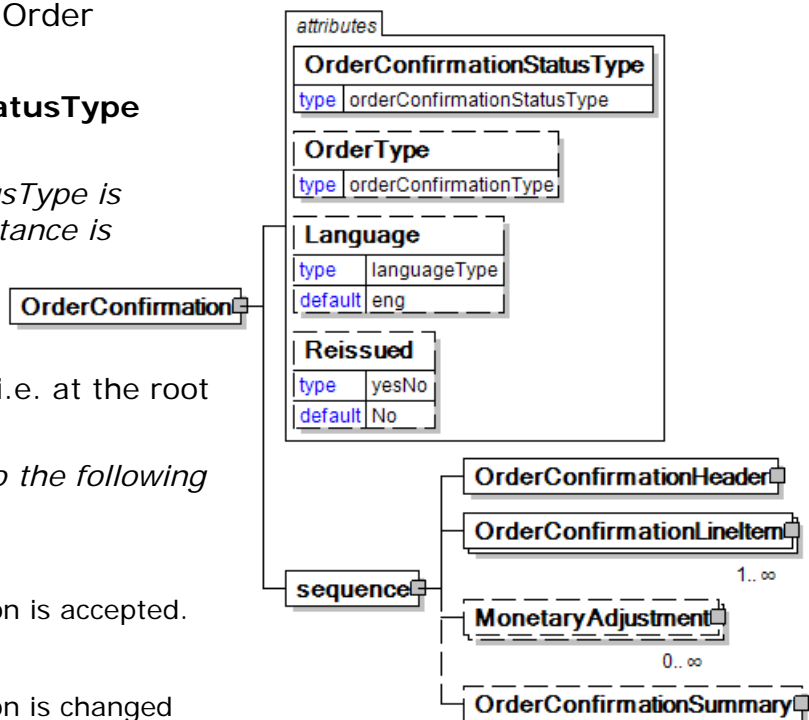 Order
atusType
usType is
tance is
i.e. at the root
o the following
on is accepted.
on is changed
attributes
OrderConfirmationStatusType
type orderConfirmationStatusType
OrderType
type orderConfirmationType
Language
type languageType
default eng
Reissued
type yesNo
default No
OrderConfirmation
sequence
OrderConfirmationHeader
OrderConfirmationLineItem
1..∞
MonetaryAdjustment
0..∞
OrderConfirmationSummary